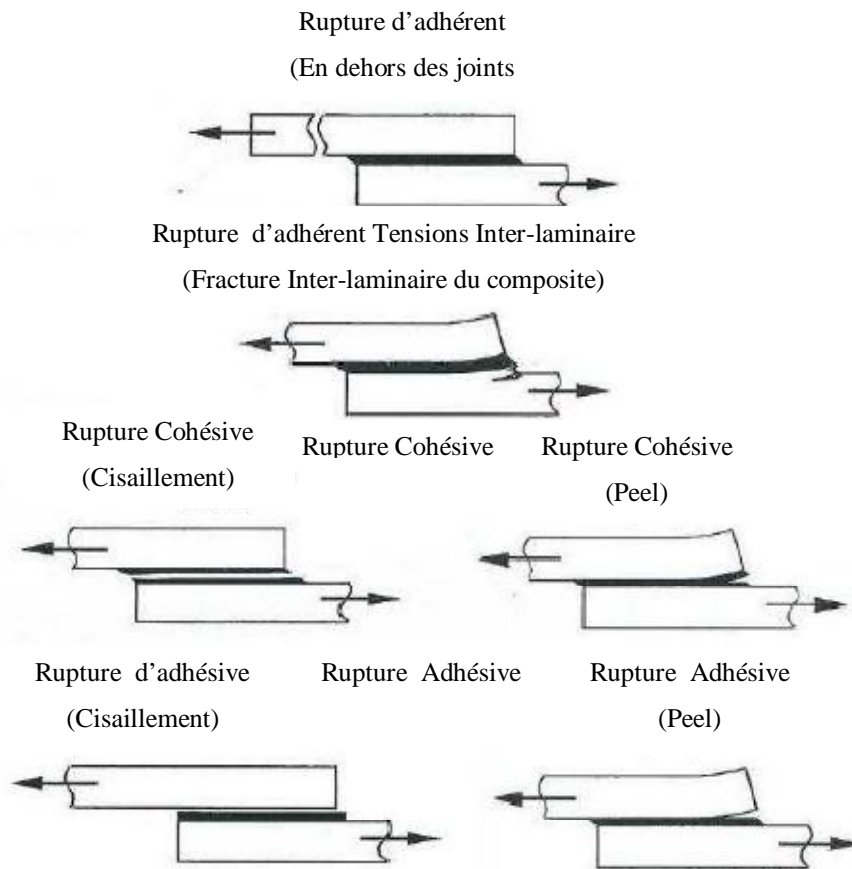 Rupture d’adhérent
(En dehors des joints
Rupture d’adhérent Tensions Inter-laminaire
(Fracture Inter-laminaire du composite)
Rupture Cohésive
(Cisaillement)
Rupture Cohésive
Rupture Cohésive
(Peel)
Rupture d’adhésive
(Cisaillement)
Rupture Adhésive
Rupture Adhésive
(Peel)